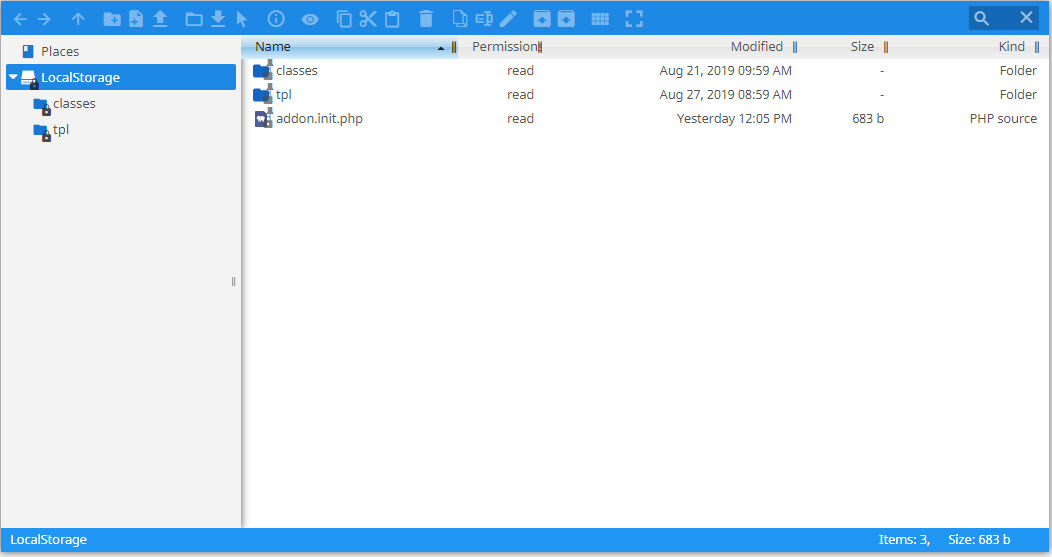 Places
LocalStorage
classes
tpl
Name Permissions Modified Size Kind
classes read Aug 21, 2019 09:59 AM - Folder
tpl read Aug 27, 2019 08:59 AM - Folder
addon.init.php read Yesterday 12:05 PM 683 b PHP source
LocalStorage Items: 3, Size: 683 b